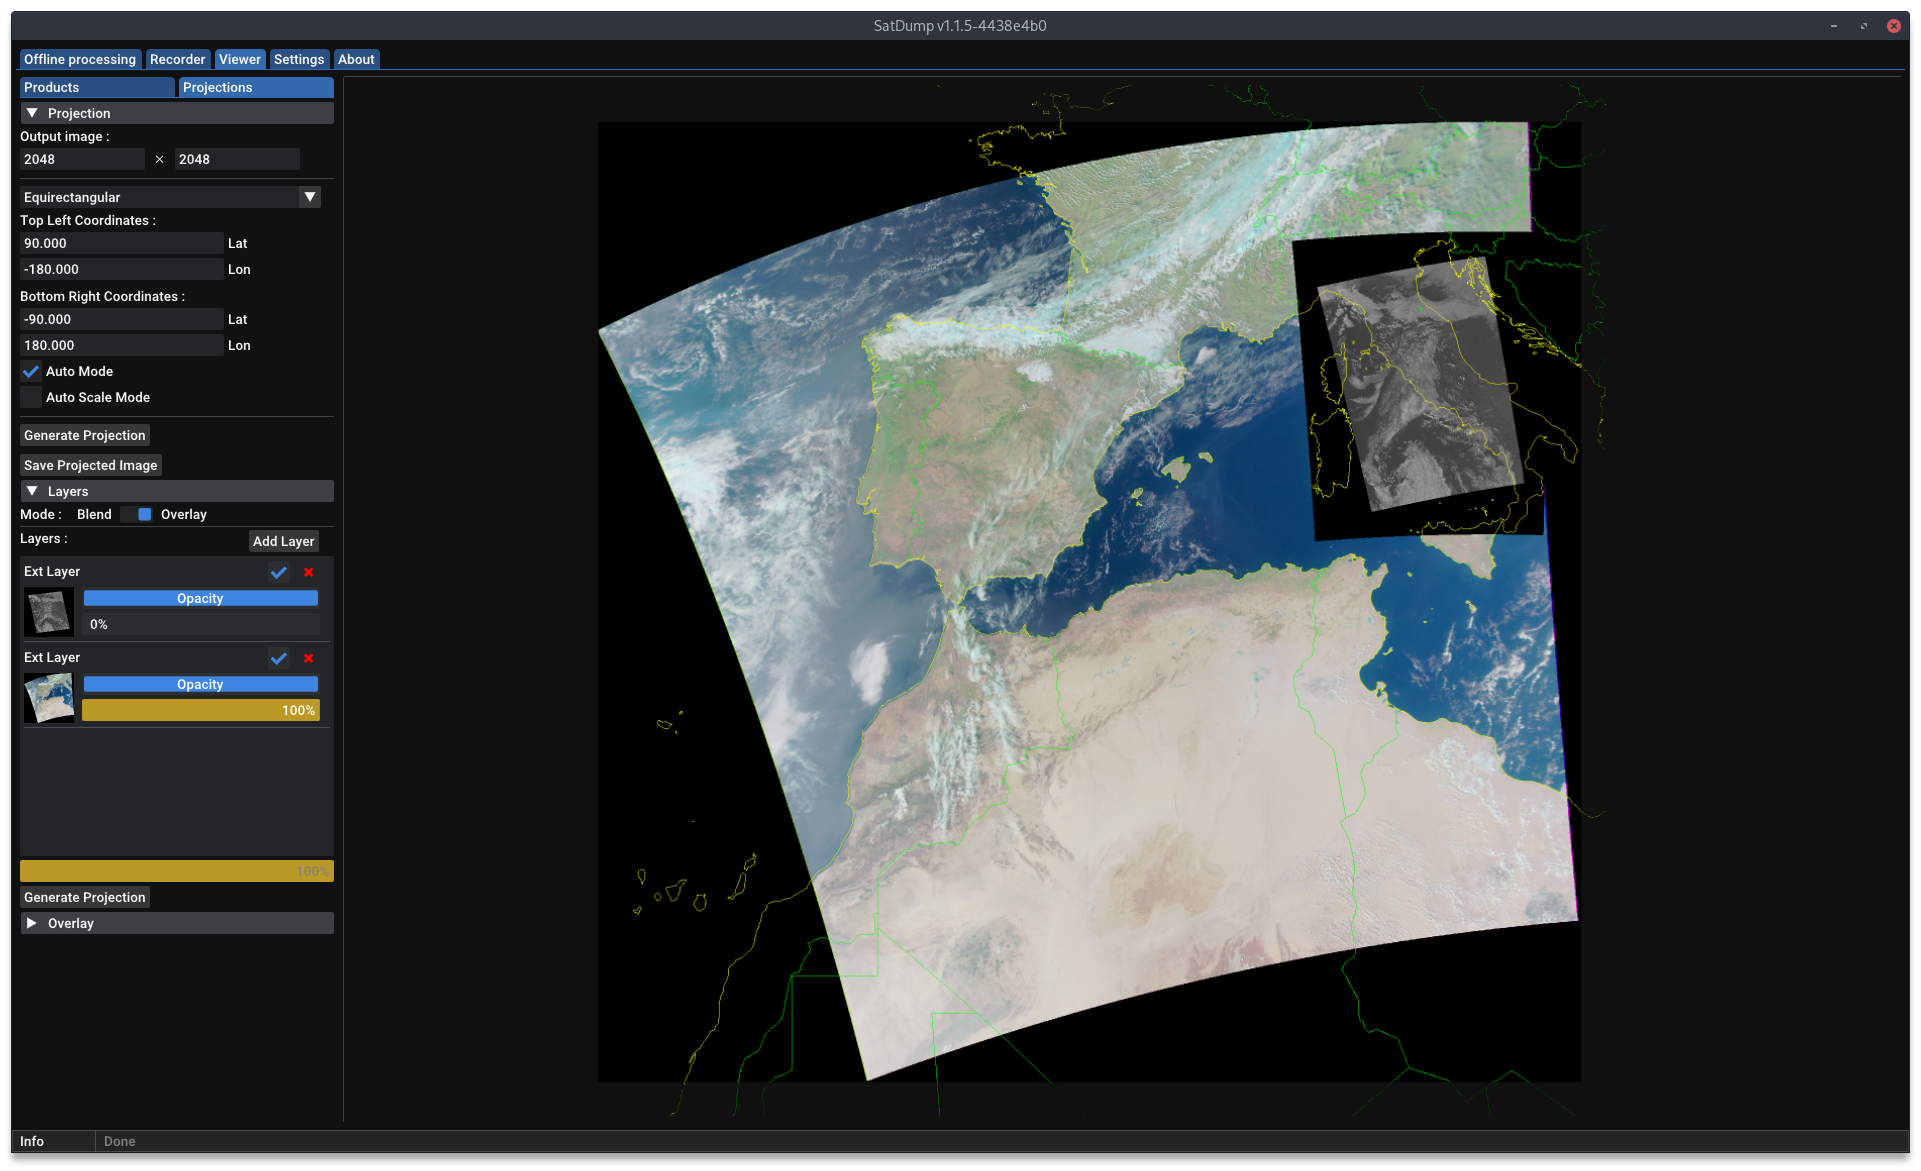 SatDump v1.1.5-4438e4b0
Offline processing Recorder Viewer Settings About
Products Projections
Projection
Output image :
2048 × 2048
Equirectangular
Top Left Coordinates :
90.000 Lat
-180.000 Lon
Bottom Right Coordinates :
-90.000 Lat
180.000 Lon
Auto Mode
Auto Scale Mode
Generate Projection
Save Projected Image
Layers
Mode : Blend Overlay
Layers : Add Layer
Ext Layer
Opacity
0%
Ext Layer
Opacity
100%
100%
Generate Projection
Overlay
Info Done